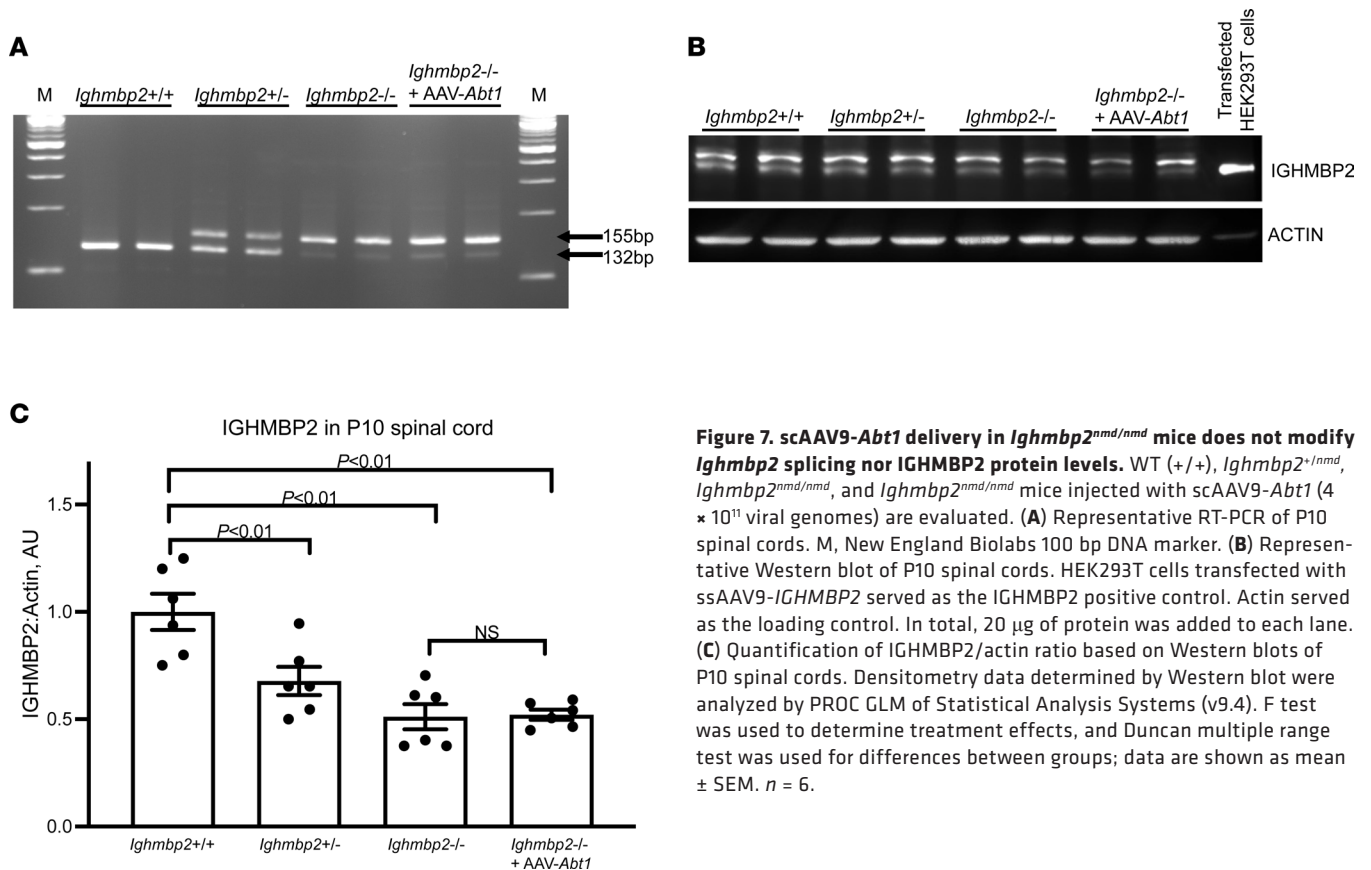 A
M
Ighmbp2+/+
Ighmbp2+/-
Ighmbp2-/-
Ighmbp2-/-
+ AAV-Abt1
M
155bp
132bp
B
Ighmbp2+/+
Ighmbp2+/-
Ighmbp2-/-
Ighmbp2-/-
+ AAV-Abt1
Transfected
HEK293T cells
IGHMBP2
ACTIN
C
IGHMBP2 in P10 spinal cord
IGHMBP2:Actin, AU
1.5
1.0
0.5
0.0
P<0.01
P<0.01
P<0.01
NS
Ighmbp2+/+
Ighmbp2+/-
Ighmbp2-/-
Ighmbp2-/-
+ AAV-Abt1
Figure 7. scAAV9-Abt1 delivery in Ighmbp2nmd/nmd mice does not modify
Ighmbp2 splicing nor IGHMBP2 protein levels. WT (+/+), Ighmbp2+/nmd,
Ighmbp2nmd/nmd, and Ighmbp2nmd/nmd mice injected with scAAV9-Abt1 (4
× 10¹¹ viral genomes) are evaluated. (A) Representative RT-PCR of P10
spinal cords. M, New England Biolabs 100 bp DNA marker. (B) Represen-
tative Western blot of P10 spinal cords. HEK293T cells transfected with
ssAAV9-IGHMBP2 served as the IGHMBP2 positive control. Actin served
as the loading control. In total, 20 μg of protein was added to each lane.
(C) Quantification of IGHMBP2/actin ratio based on Western blots of
P10 spinal cords. Densitometry data determined by Western blot were
analyzed by PROC GLM of Statistical Analysis Systems (v9.4). F test
was used to determine treatment effects, and Duncan multiple range
test was used for differences between groups; data are shown as mean
± SEM. n = 6.